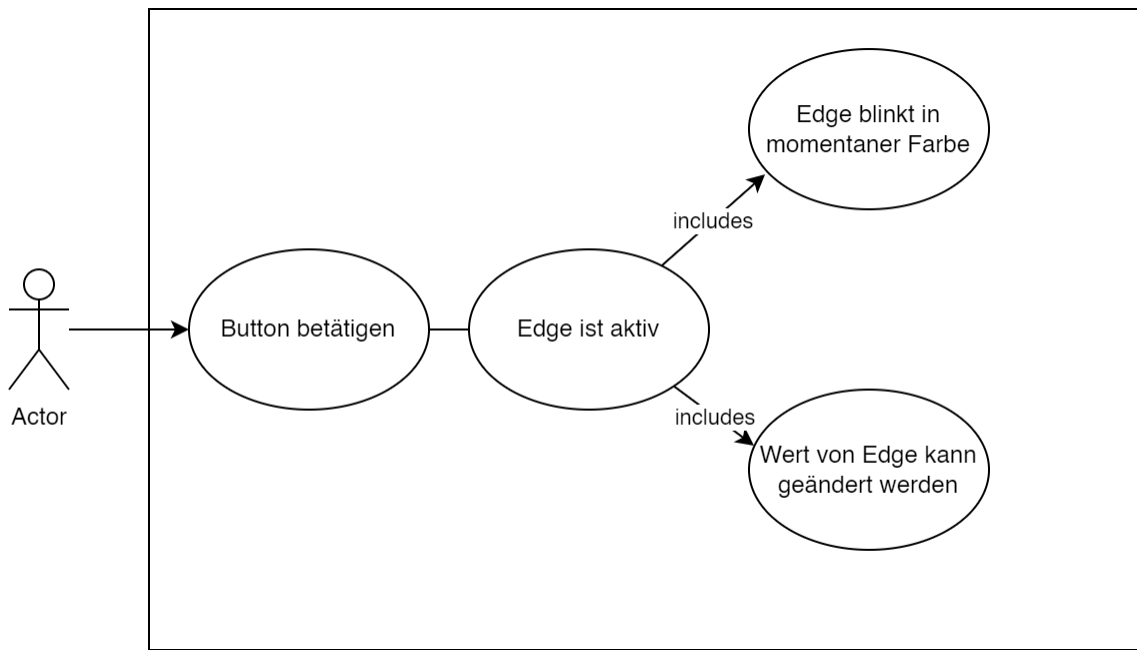 Edge blinkt in
momentaner Farbe
includes
Button betätigen
Edge ist aktiv
Actor
includes
Wert von Edge kann
geändert werden